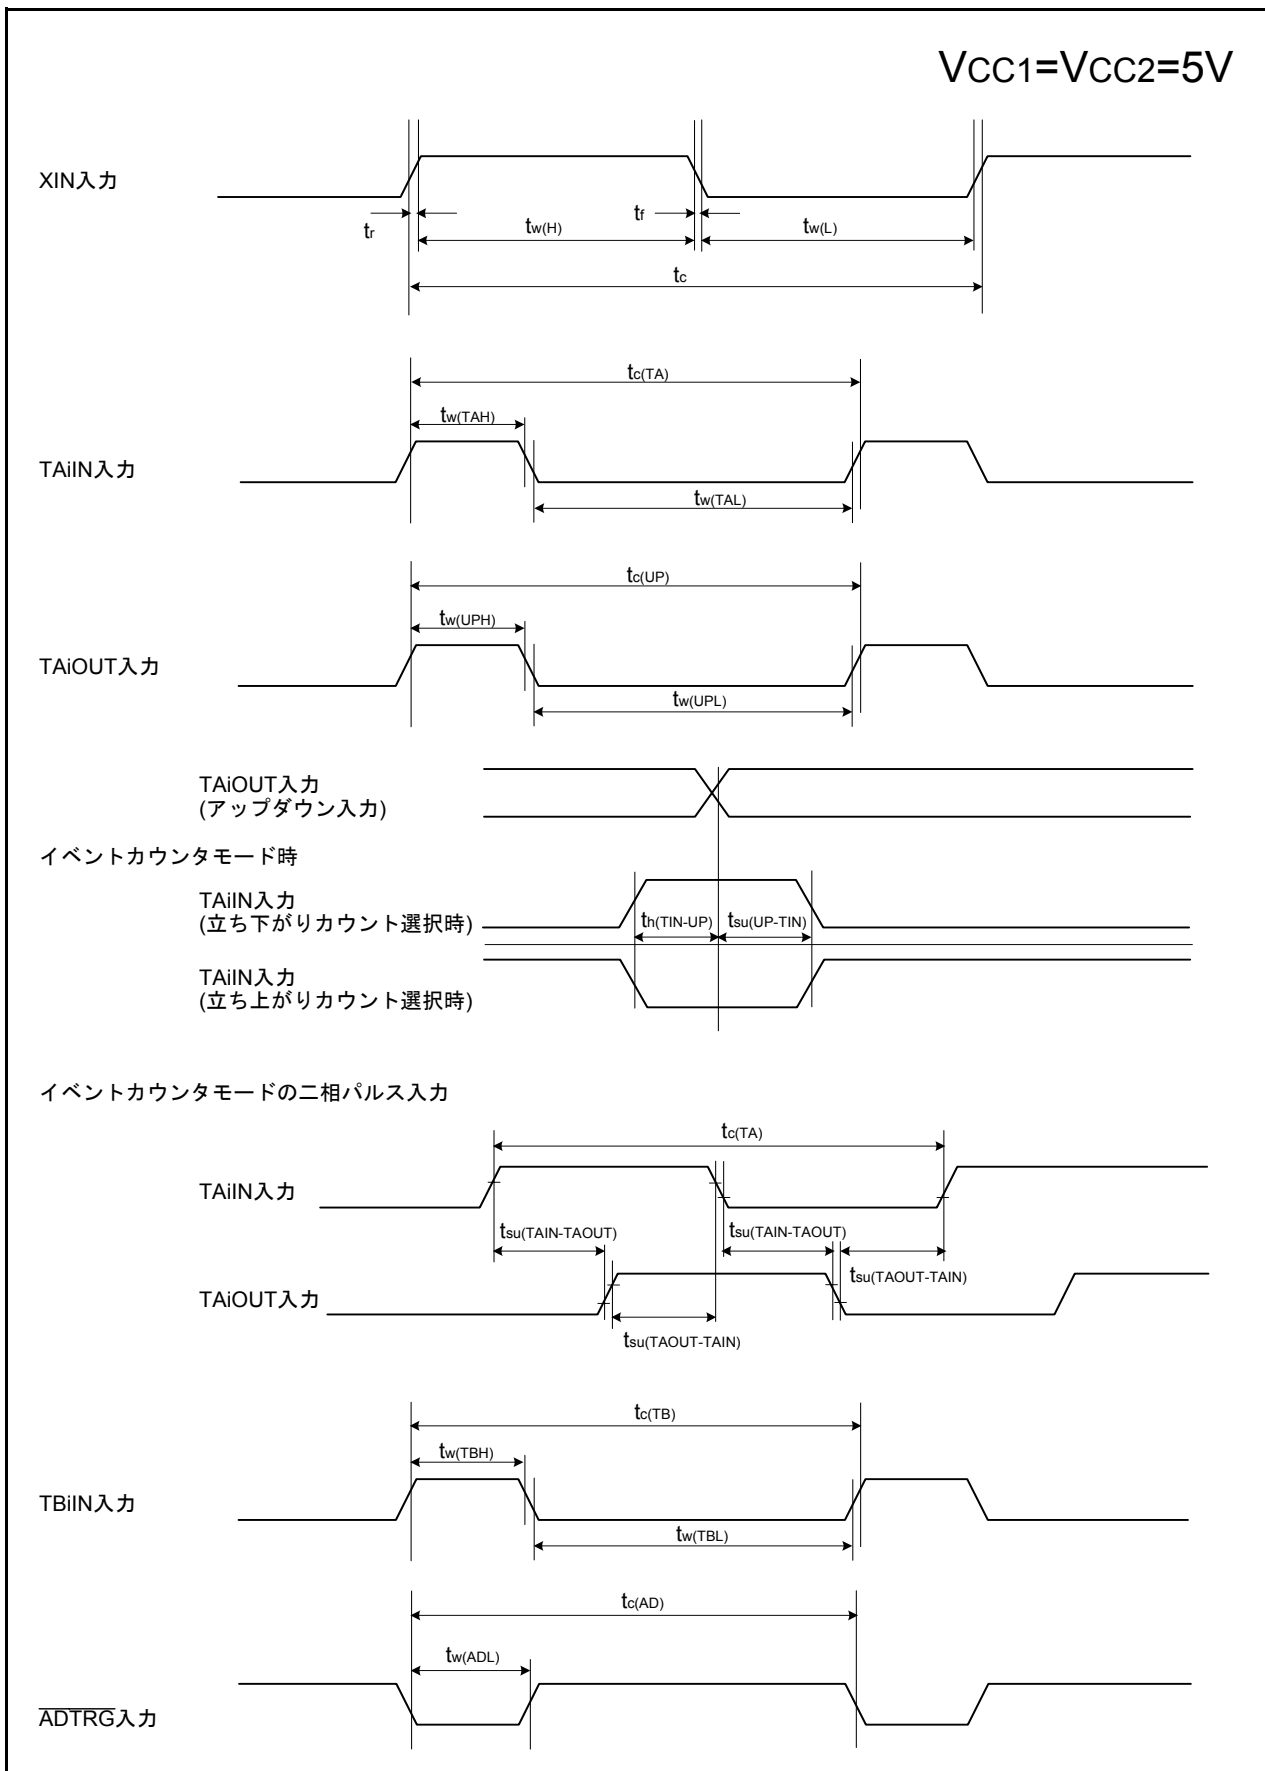 VCC1=VCC2=5V
XIN入力
tr
tw(H)
tf
tw(L)
tc
tc(TA)
tw(TAH)
TAiIN入力
tw(TAL)
tc(UP)
tw(UPH)
TAiOUT入力
tw(UPL)
TAiOUT入力
(アップダウン入力)
イベントカウンタモード時
TAiIN入力
(立ち下がりカウント選択時)
th(TIN-UP)
tsu(UP-TIN)
TAiIN入力
(立ち上がりカウント選択時)
イベントカウンタモードの二相パルス入力
tc(TA)
TAiIN入力
tsu(TAIN-TAOUT)
tsu(TAIN-TAOUT)
tsu(TAOUT-TAIN)
TAiOUT入力
tsu(TAOUT-TAIN)
tc(TB)
tw(TBH)
TBiIN入力
tw(TBL)
tc(AD)
tw(ADL)
ADTRG入力